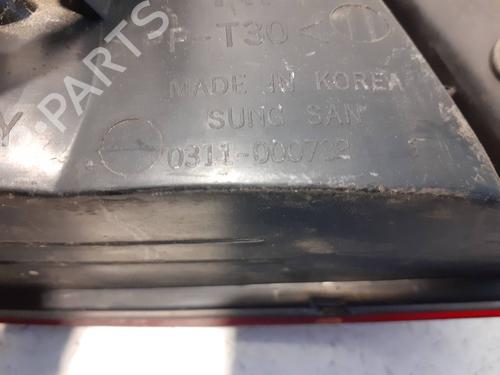 P-T30<
MADE IN KOREA
SUNG SAN
0311-000732
B-PARTS